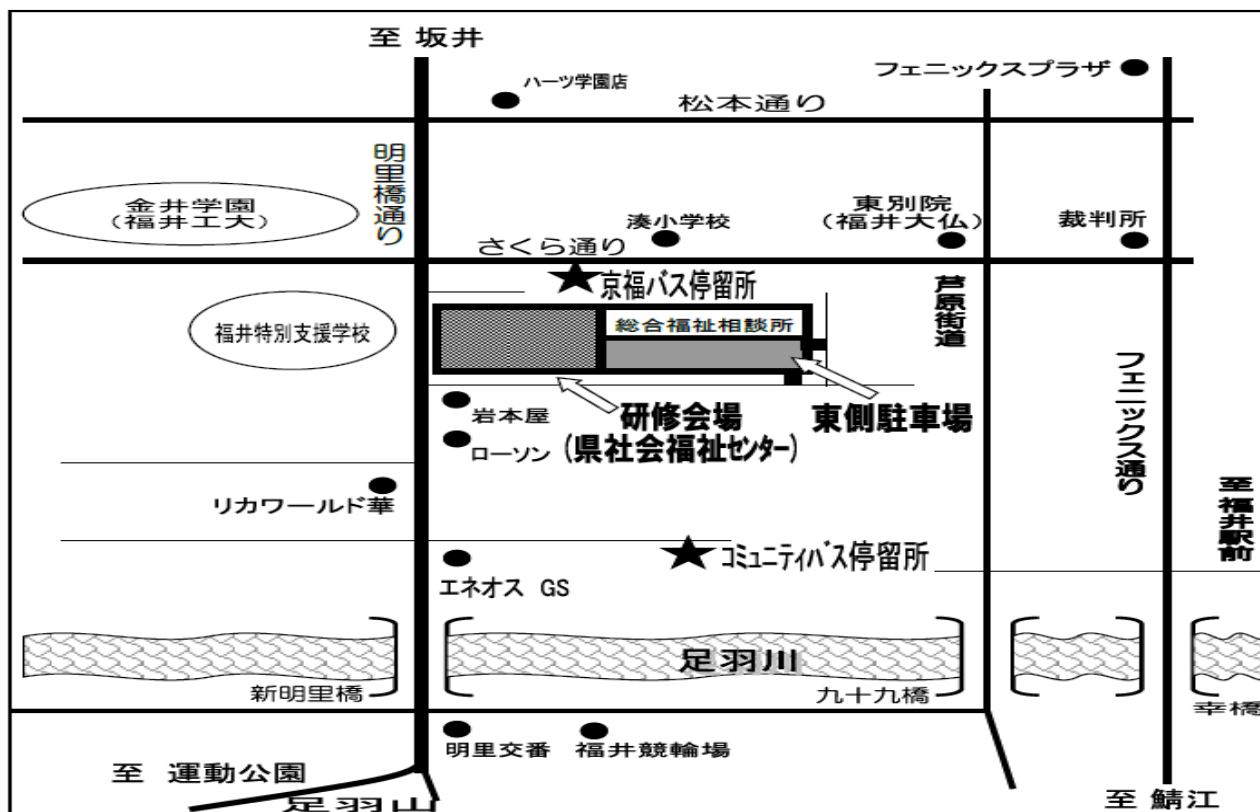 至 坂井
フェニックスプラザ
ハーツ学園店
松本通り
明里橋通り
金井学園
(福井工大)
湊小学校
東別院
(福井大仏)
裁判所
さくら通り
京福バス停留所
芦原街道
総合福祉相談所
福井特別支援学校
フェニックス通り
岩本屋
研修会場
東側駐車場
ローソン
(県社会福祉センター)
リカワールド華
至 福井駅前
コミュニティバス停留所
エネオス GS
足羽川
新明里橋
九十九橋
幸橋
明里交番
福井競輪場
至 運動公園
足羽山
至 鯖江